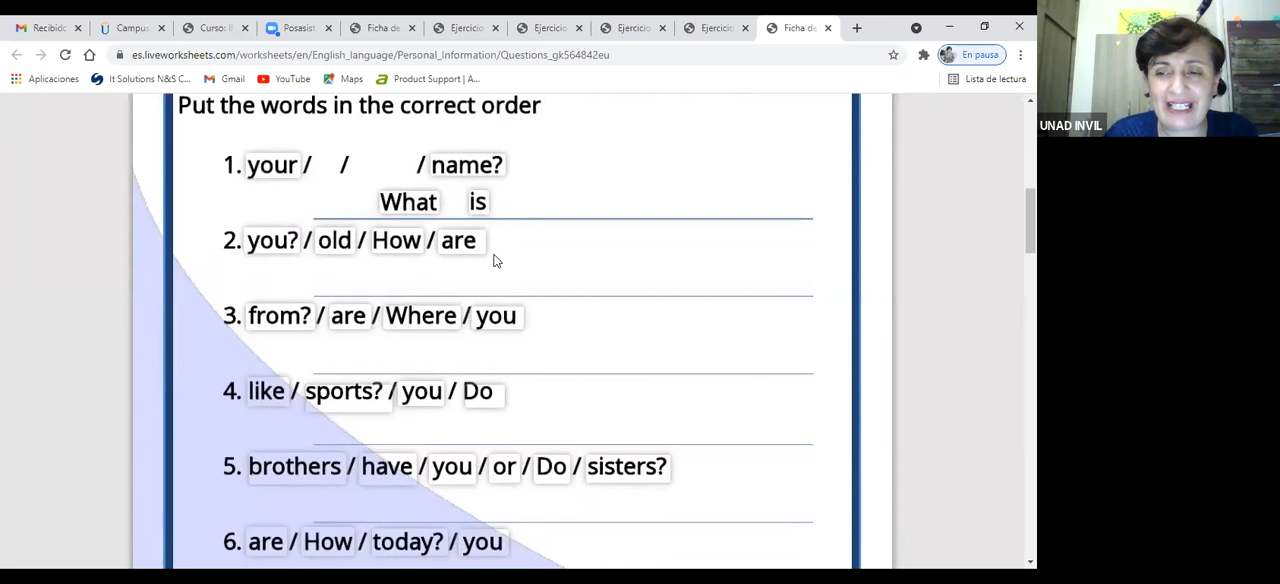 Recibido
Campus
Curso: I
Posasist
Ficha de
Ejercicio
Ejercicio
Ejercicio
Ejercicio
Ficha de
es.liveworksheets.com/worksheets/en/English_language/Personal_Information/Questions_gk564842eu
En pausa
Aplicaciones
It Solutions N&S C...
Gmail
YouTube
Maps
Product Support | A...
Lista de lectura
UNAD INVIL
Put the words in the correct order
1. your / / / name?
What is
2. you? / old / How / are
3. from? / are / Where / you
4. like / sports? / you / Do
5. brothers / have / you / or / Do / sisters?
6. are / How / today? / you